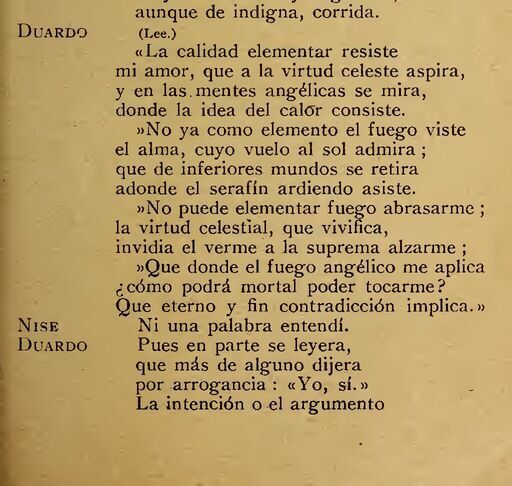 aunque de indigna, corrida.
DUARDO (Lee.)
«La calidad elementar resiste
mi amor, que a la virtud celeste aspira,
y en las mentes angélicas se mira,
donde la idea del calor consiste.
»No ya como elemento el fuego viste
el alma, cuyo vuelo al sol admira ;
que de inferiores mundos se retira
adonde el serafín ardiendo asiste.
»No puede elementar fuego abrasarme ;
la virtud celestial, que vivifica,
invidia el verme a la suprema alzarme ;
»Que donde el fuego angélico me aplica
¿cómo podrá mortal poder tocarme?
Que eterno y fin contradicción implica.»
NISE Ni una palabra entendí.
DUARDO Pues en parte se leyera,
que más de alguno dijera
por arrogancia : «Yo, sí.»
La intención o el argumento